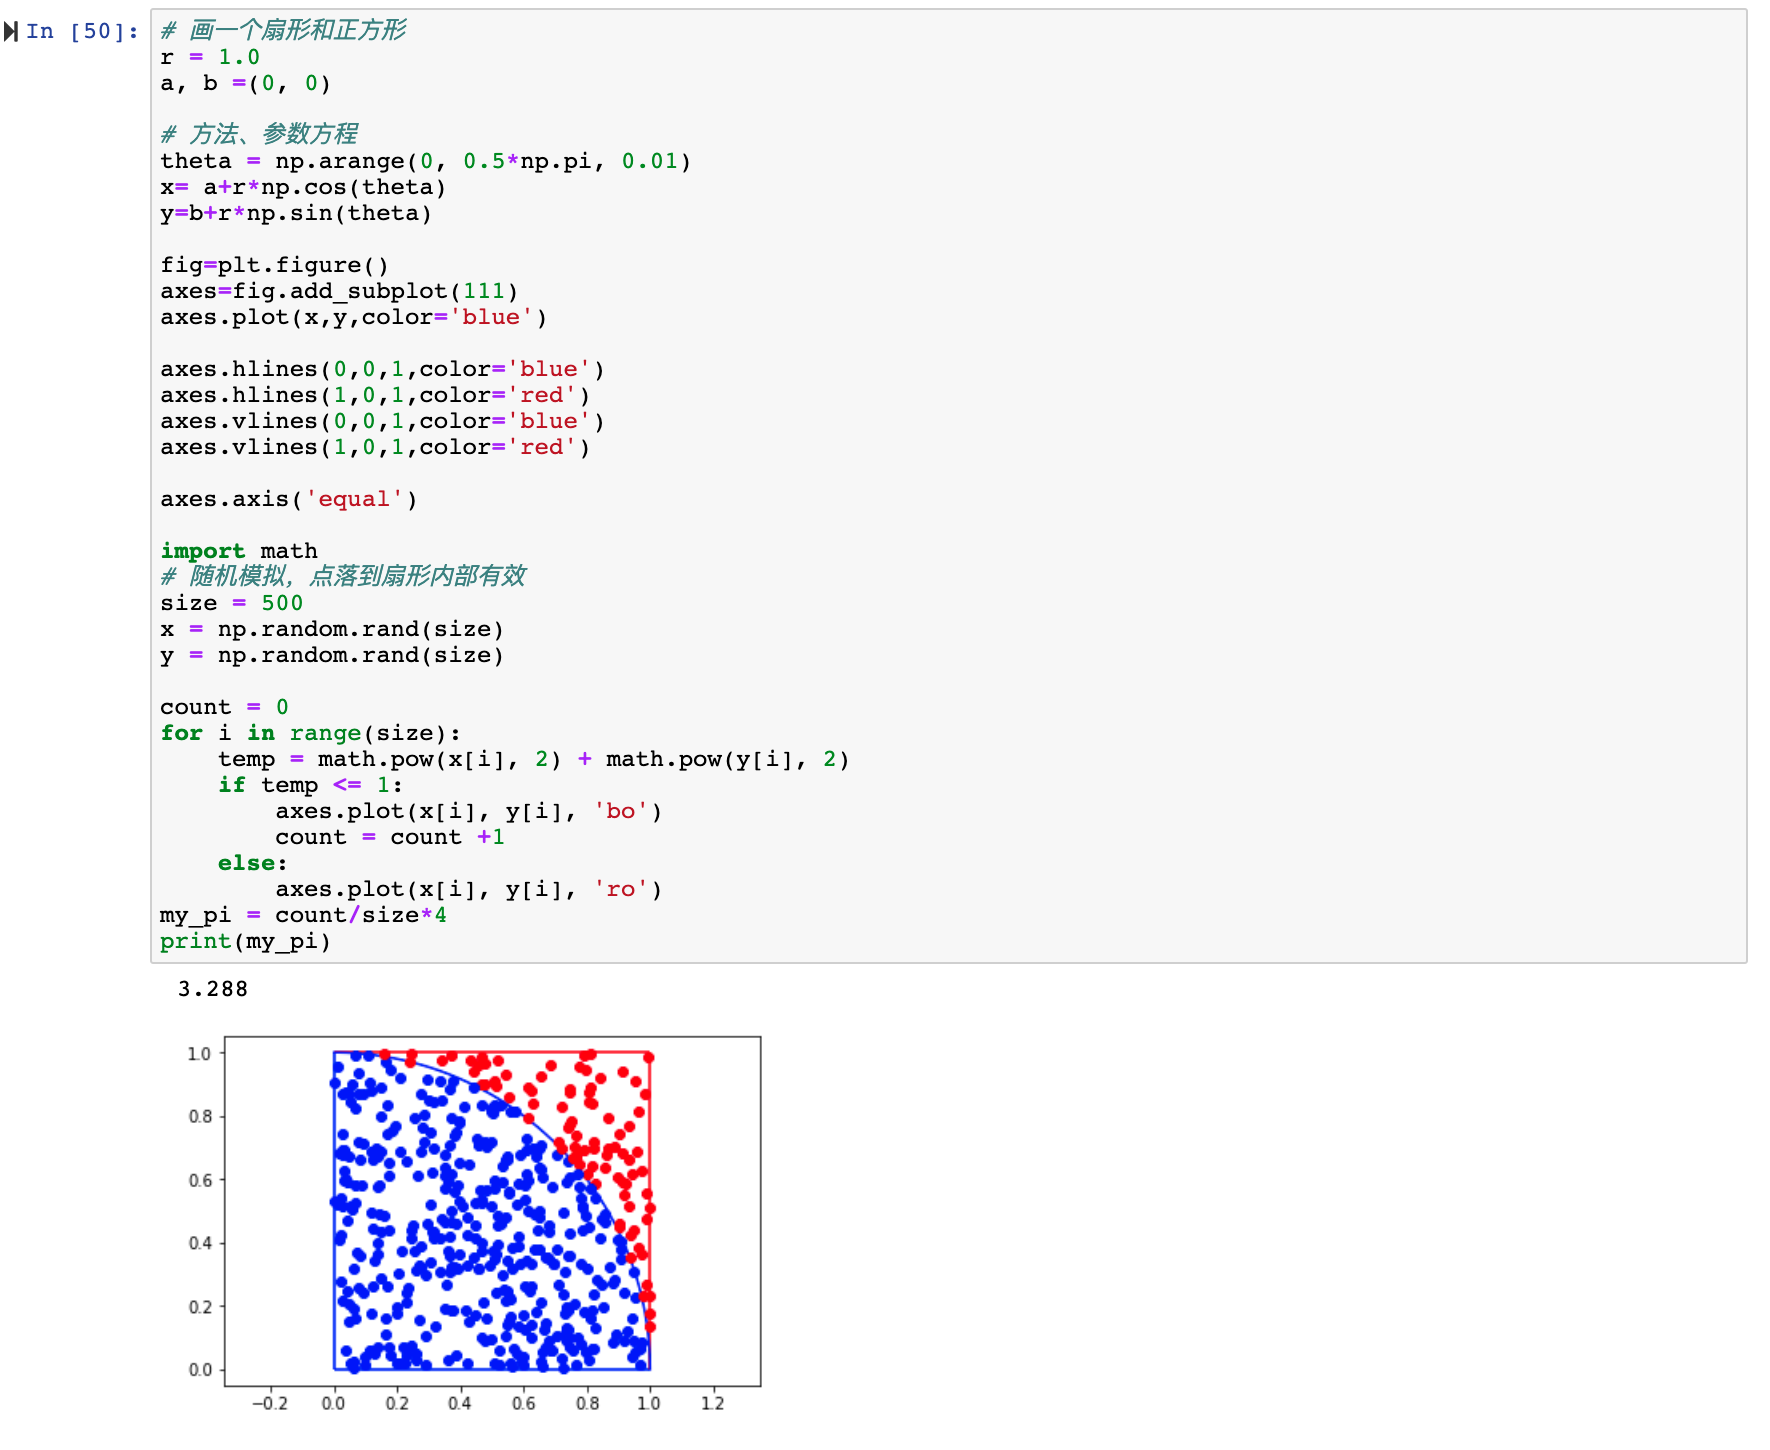 In [50]:
# 画一个扇形和正方形
r = 1.0
a, b =(0, 0)
# 方法、参数方程
theta = np.arange(0, 0.5*np.pi, 0.01)
x= a+r*np.cos(theta)
y=b+r*np.sin(theta)
fig=plt.figure()
axes=fig.add_subplot(111)
axes.plot(x,y,color='blue')
axes.hlines(0,0,1,color='blue')
axes.hlines(1,0,1,color='red')
axes.vlines(0,0,1,color='blue')
axes.vlines(1,0,1,color='red')
axes.axis('equal')
import math
# 随机模拟，点落到扇形内部有效
size = 500
x = np.random.rand(size)
y = np.random.rand(size)
count = 0
for i in range(size):
    temp = math.pow(x[i], 2) + math.pow(y[i], 2)
    if temp <= 1:
        axes.plot(x[i], y[i], 'bo')
        count = count +1
    else:
        axes.plot(x[i], y[i], 'ro')
my_pi = count/size*4
print(my_pi)
3.288
1.0
0.8
0.6
0.4
0.2
0.0
−0.2 0.0 0.2 0.4 0.6 0.8 1.0 1.2